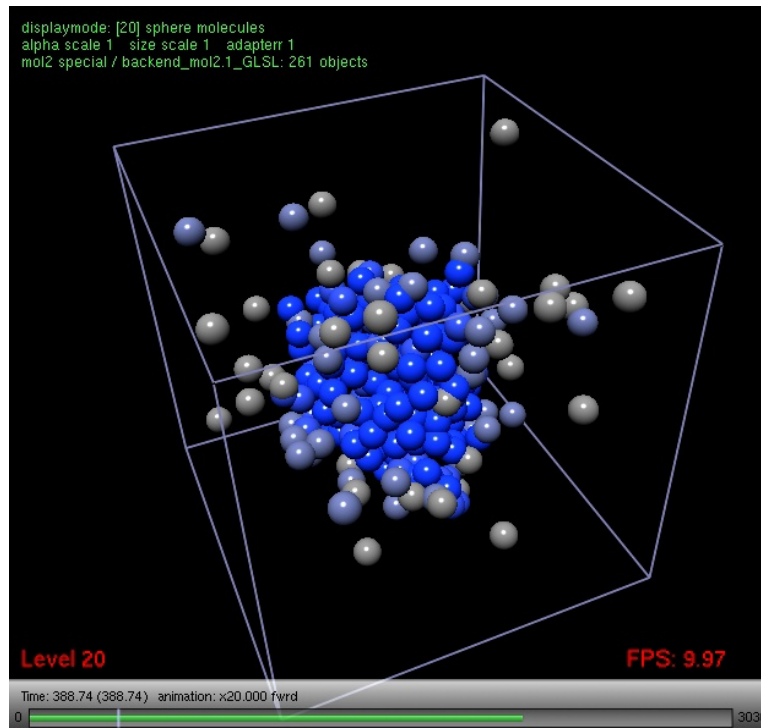 displaymode: [20] sphere molecules
alpha scale 1 size scale 1 adapterr 1
mol2 special / backend_mol2.1_GLSL: 261 objects
Level 20 FPS: 9.97
Time: 388.74 (388.74) animation: x20.000 fwrd
0 303